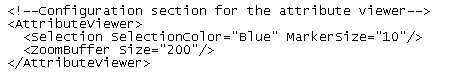 <!--Configuration section for the attribute viewer-->
<AttributeViewer>
  <Selection SelectionColor="Blue" MarkerSize="10"/>
  <ZoomBuffer Size="200"/>
</AttributeViewer>